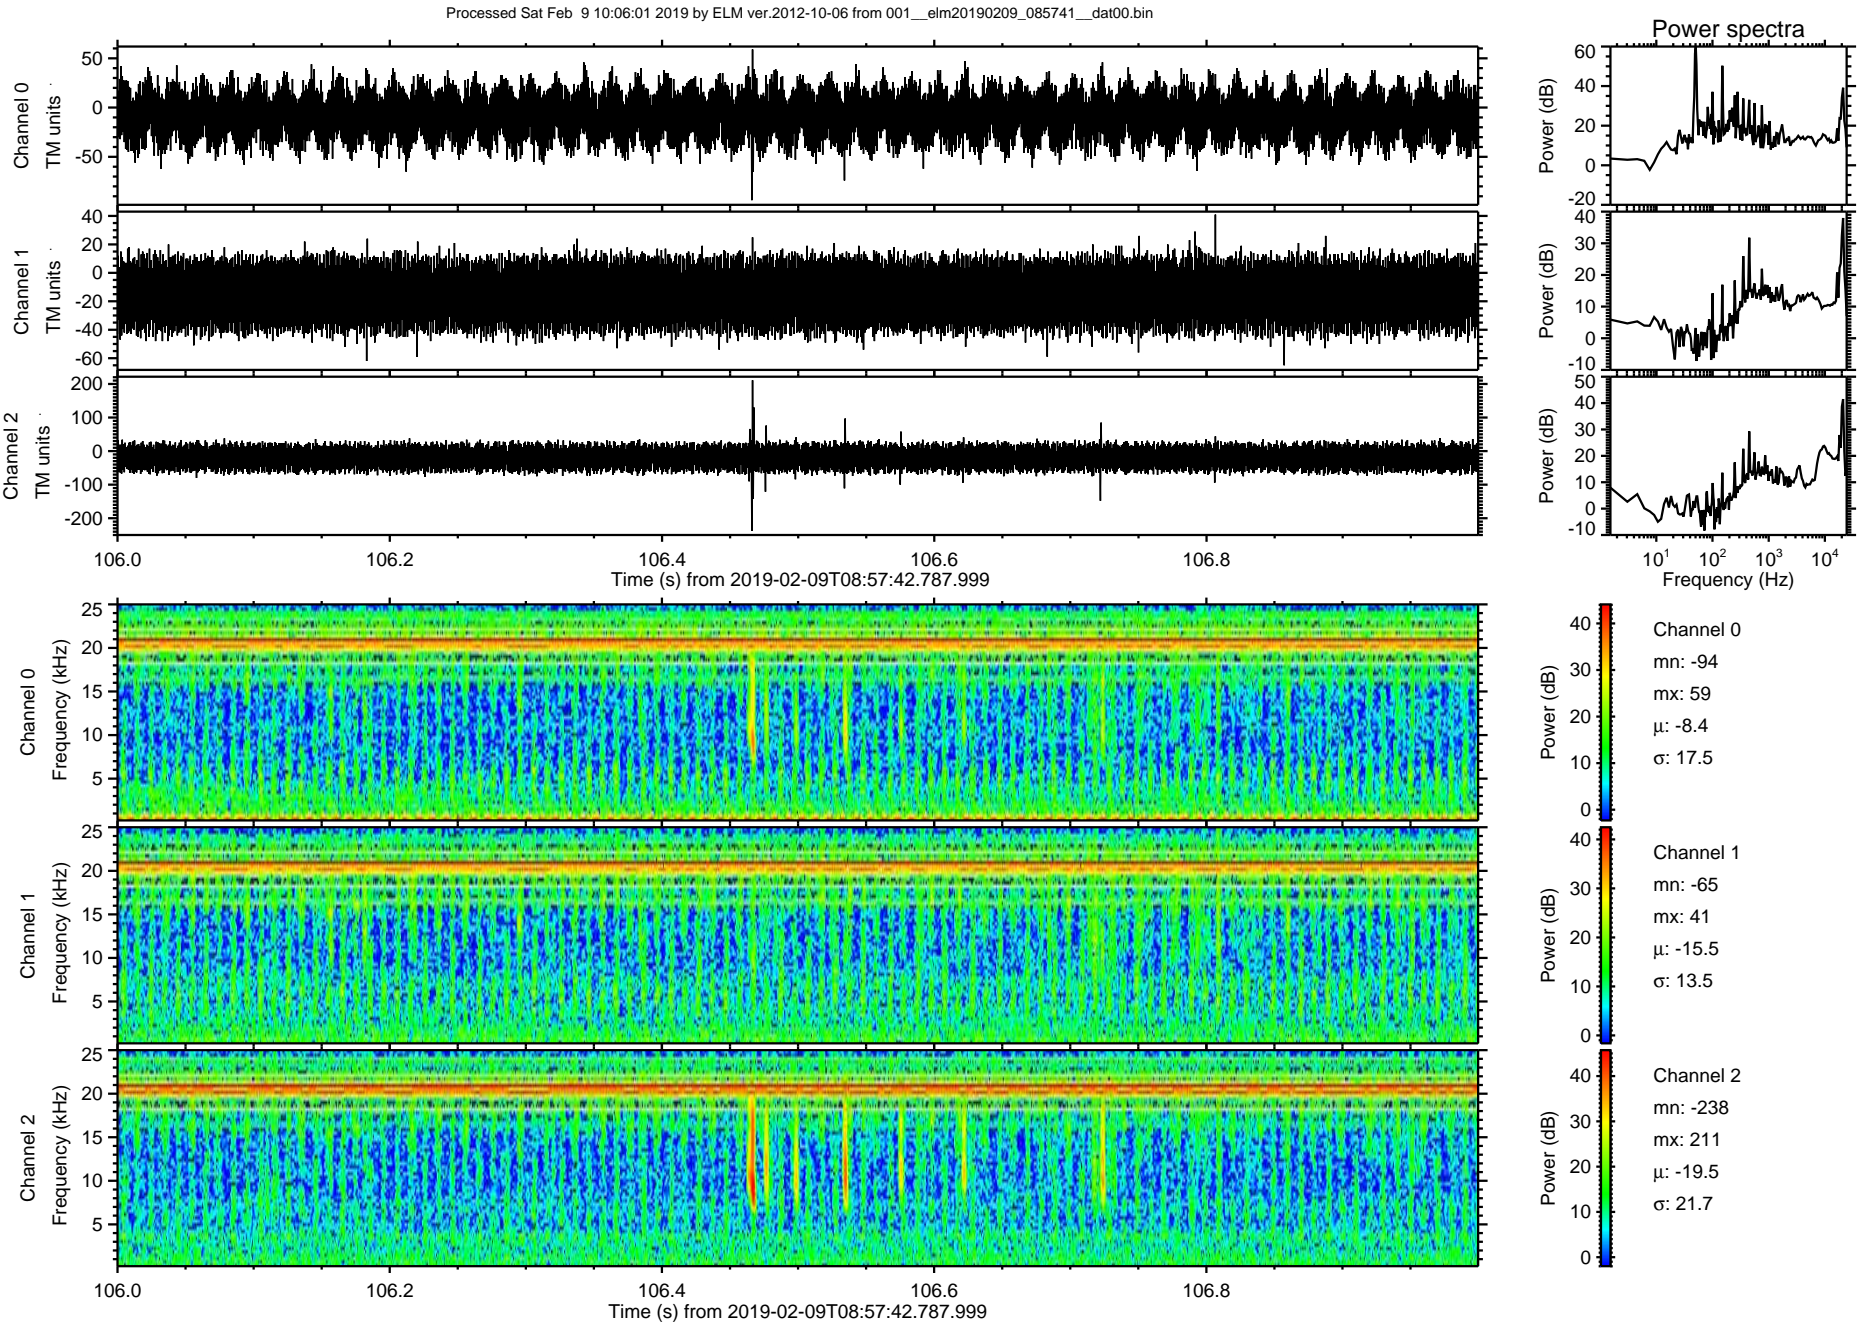 Processed Sat Feb  9 10:06:01 2019 by ELM ver.2012-10-06 from 001__elm20190209_085741__dat00.bin
Power spectra
Channel 0
TM units
50
0
-50
Power (dB)
60
40
20
0
-20
Channel 1
TM units
40
20
0
-20
-40
-60
Power (dB)
40
30
20
10
0
-10
Channel 2
TM units
200
100
0
-100
-200
Power (dB)
50
40
30
20
10
0
-10
106.0 106.2 106.4 106.6 106.8
Time (s) from 2019-02-09T08:57:42.787.999
10^1 10^2 10^3 10^4
Frequency (Hz)
Channel 0
Frequency (kHz)
25
20
15
10
5
Power (dB)
40
30
20
10
0
Channel 0
mn: -94
mx: 59
μ: -8.4
σ: 17.5
Channel 1
Frequency (kHz)
25
20
15
10
5
Power (dB)
40
30
20
10
0
Channel 1
mn: -65
mx: 41
μ: -15.5
σ: 13.5
Channel 2
Frequency (kHz)
25
20
15
10
5
Power (dB)
40
30
20
10
0
Channel 2
mn: -238
mx: 211
μ: -19.5
σ: 21.7
106.0 106.2 106.4 106.6 106.8
Time (s) from 2019-02-09T08:57:42.787.999